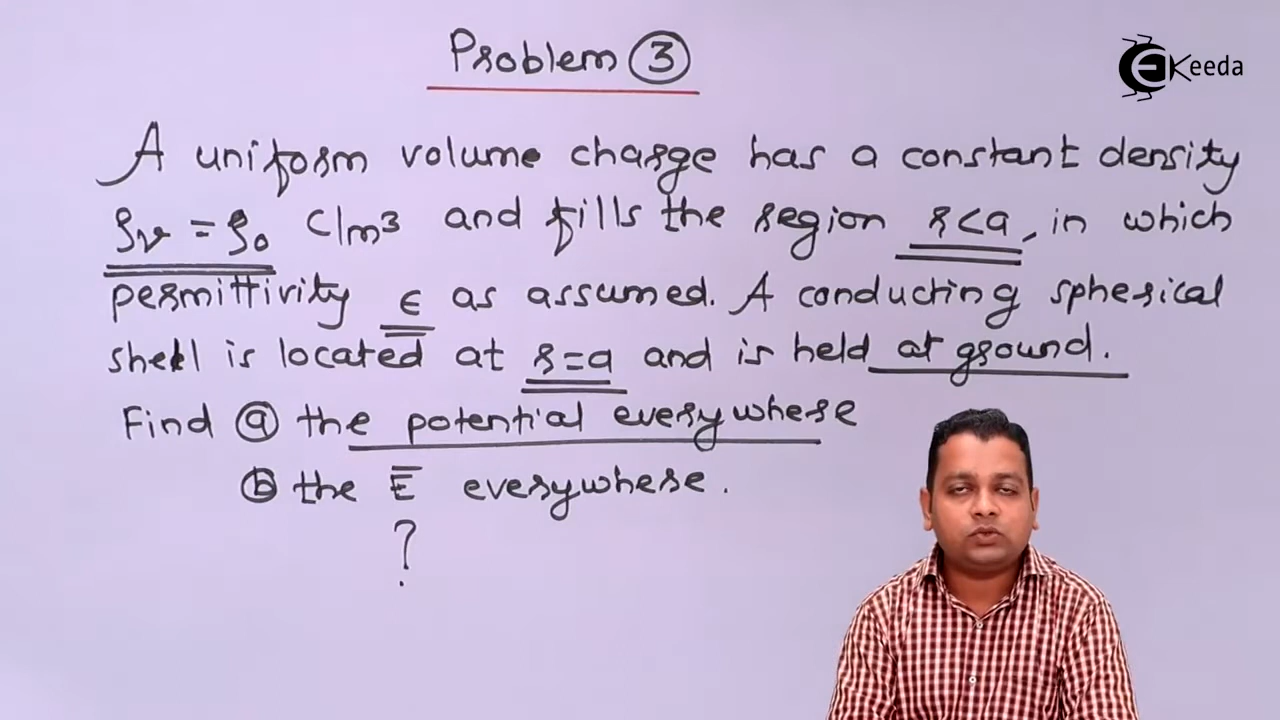 Problem ③
Keeda
A uniform volume charge has a constant density
ρv = ρ0 C/m³ and fills the region r<a, in which
permittivity ϵ as assumed. A conducting spherical
shell is located at r=a and is held at ground.
Find ⓐ the potential everywhere
ⓑ the E̅ everywhere.
?